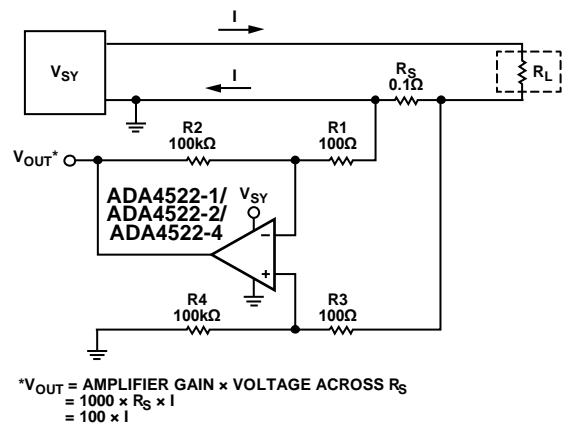 I
VSY
I
RS
0.1Ω
RL
R2
100kΩ
R1
100Ω
VOUT*
ADA4522-1/
ADA4522-2/
ADA4522-4
VSY
−
+
R4
100kΩ
R3
100Ω
*VOUT = AMPLIFIER GAIN × VOLTAGE ACROSS RS
= 1000 × RS × I
= 100 × I